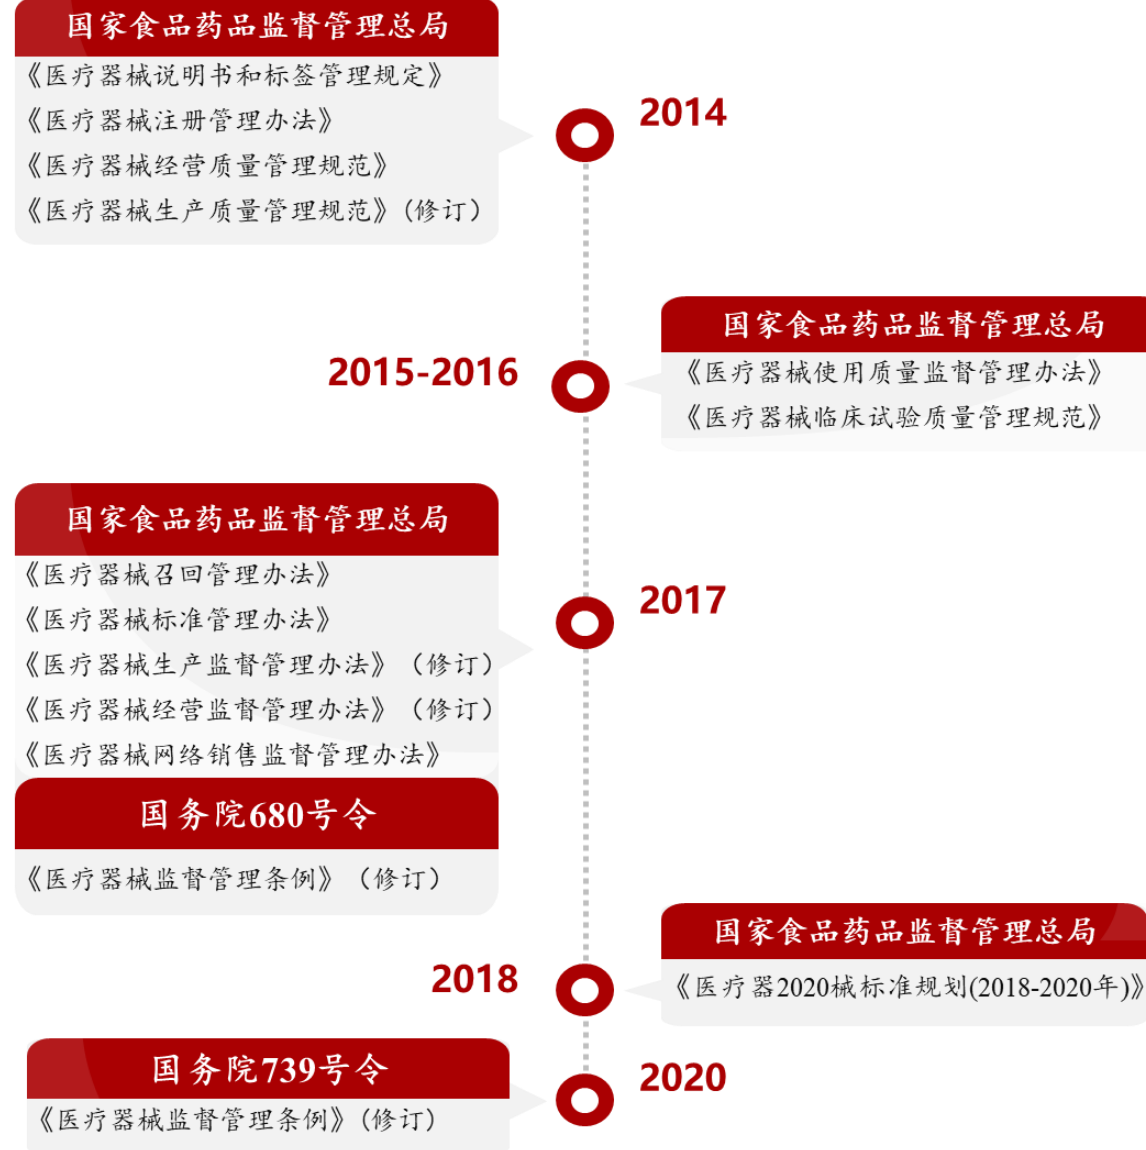 国家食品药品监督管理总局
《医疗器械说明书和标签管理规定》
《医疗器械注册管理办法》
《医疗器械经营质量管理规范》
《医疗器械生产质量管理规范》(修订)
2014
2015-2016
国家食品药品监督管理总局
《医疗器械使用质量监督管理办法》
《医疗器械临床试验质量管理规范》
国家食品药品监督管理总局
《医疗器械召回管理办法》
《医疗器械标准管理办法》
《医疗器械生产监督管理办法》（修订）
《医疗器械经营监督管理办法》（修订）
《医疗器械网络销售监督管理办法》
2017
国务院680号令
《医疗器械监督管理条例》（修订）
2018
国家食品药品监督管理总局
《医疗器2020械标准规划(2018-2020年)》
国务院739号令
《医疗器械监督管理条例》(修订)
2020